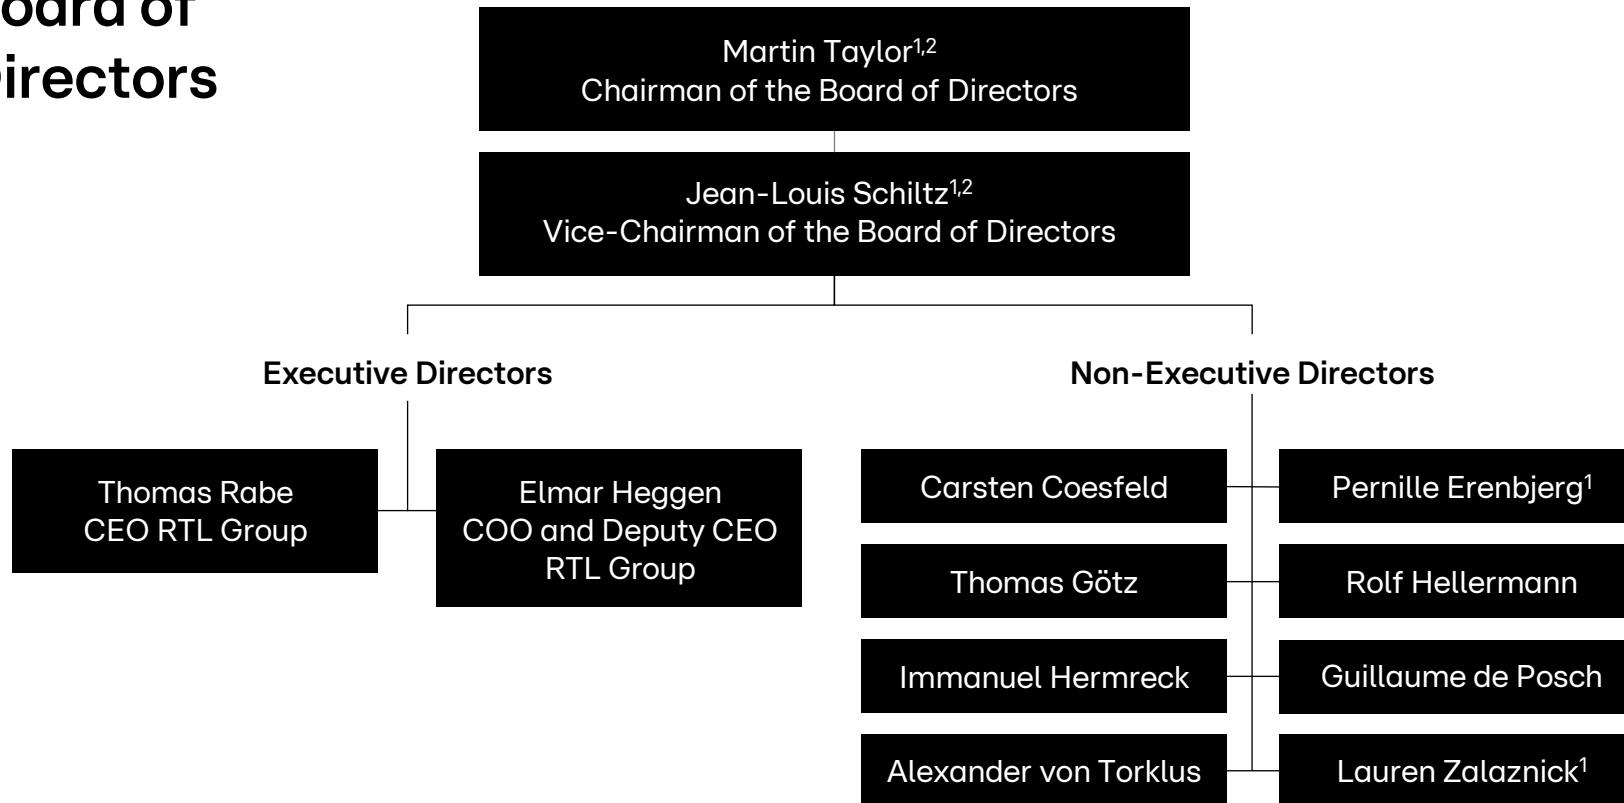 oard of
irectors
Martin Taylor1,2
Chairman of the Board of Directors
Jean-Louis Schiltz1,2
Vice-Chairman of the Board of Directors
Executive Directors
Thomas Rabe
CEO RTL Group
Elmar Heggen
COO and Deputy CEO
RTL Group
Non-Executive Directors
Carsten Coesfeld
Pernille Erenbjerg1
Thomas Götz
Rolf Hellermann
Immanuel Hermreck
Guillaume de Posch
Alexander von Torklus
Lauren Zalaznick1